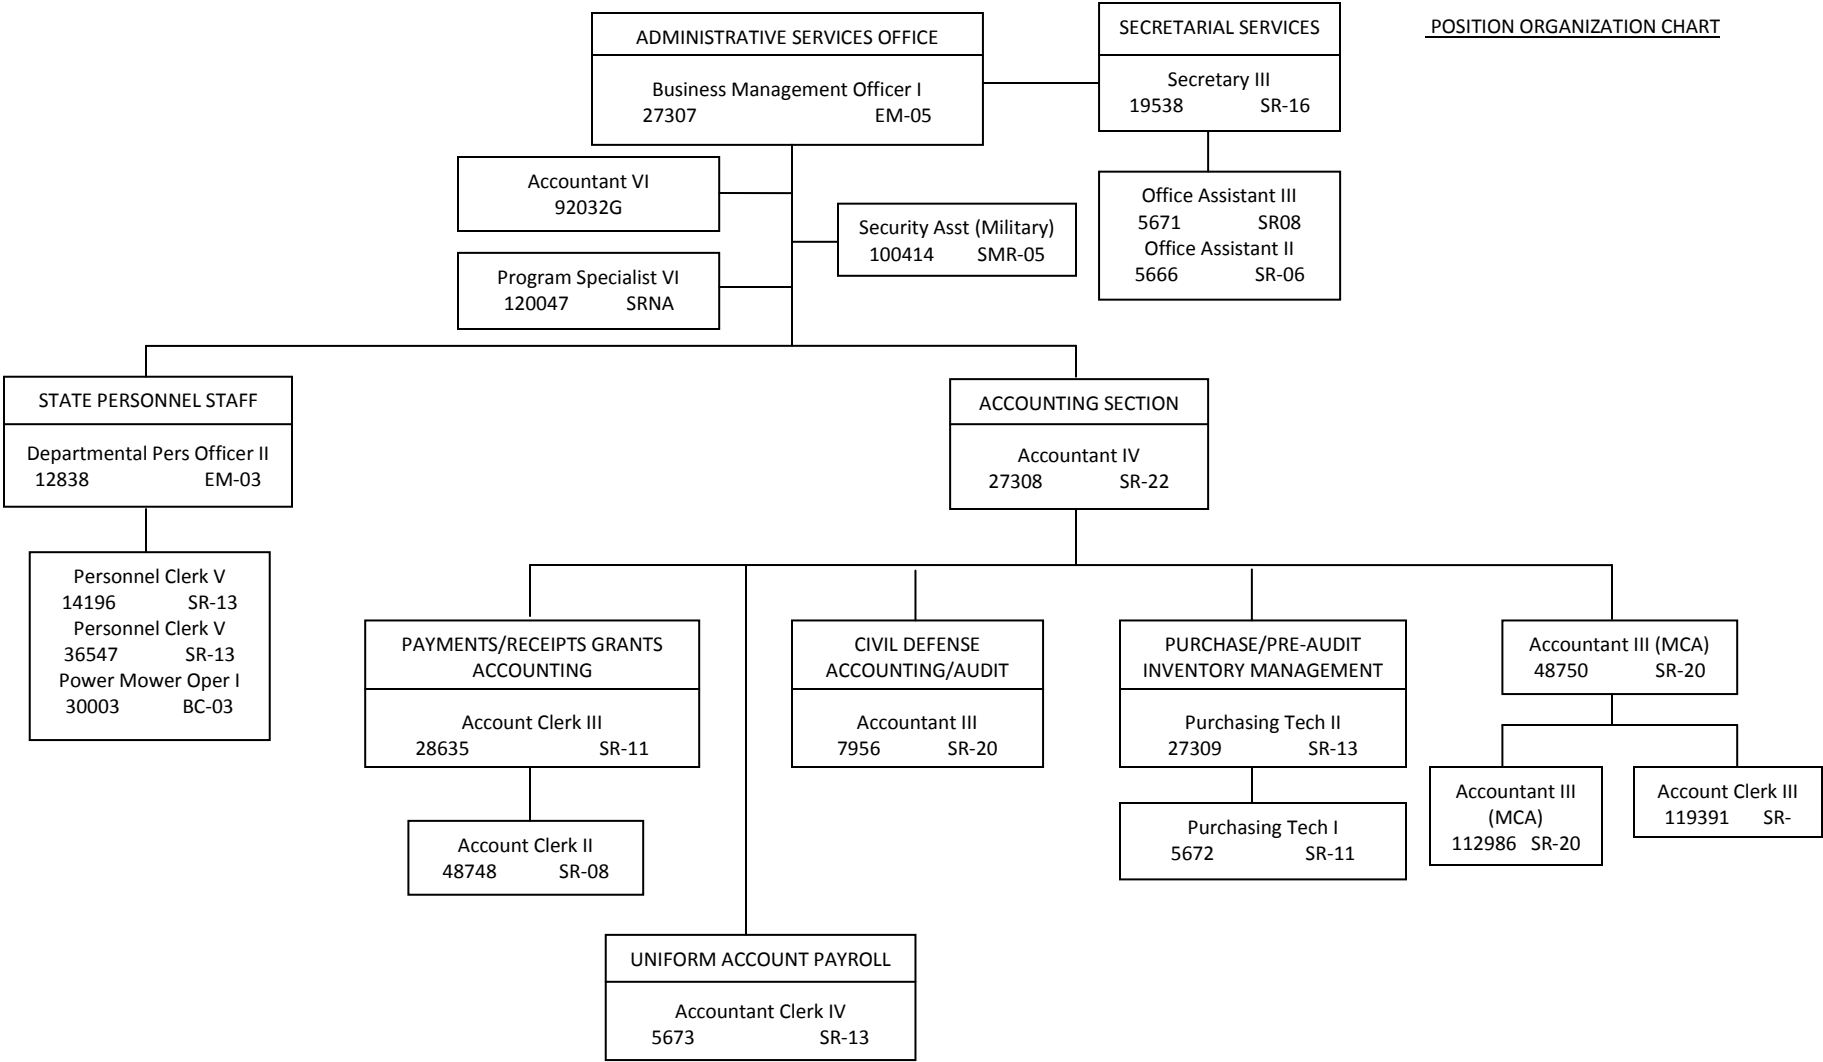 POSITION ORGANIZATION CHART
ADMINISTRATIVE SERVICES OFFICE
Business Management Officer I
27307 EM-05
SECRETARIAL SERVICES
Secretary III
19538 SR-16
Office Assistant III
5671 SR08
Office Assistant II
5666 SR-06
Accountant VI
92032G
Security Asst (Military)
100414 SMR-05
Program Specialist VI
120047 SRNA
STATE PERSONNEL STAFF
Departmental Pers Officer II
12838 EM-03
Personnel Clerk V
14196 SR-13
Personnel Clerk V
36547 SR-13
Power Mower Oper I
30003 BC-03
ACCOUNTING SECTION
Accountant IV
27308 SR-22
PAYMENTS/RECEIPTS GRANTS
ACCOUNTING
Account Clerk III
28635 SR-11
Account Clerk II
48748 SR-08
UNIFORM ACCOUNT PAYROLL
Accountant Clerk IV
5673 SR-13
CIVIL DEFENSE
ACCOUNTING/AUDIT
Accountant III
7956 SR-20
PURCHASE/PRE-AUDIT
INVENTORY MANAGEMENT
Purchasing Tech II
27309 SR-13
Purchasing Tech I
5672 SR-11
Accountant III (MCA)
48750 SR-20
Accountant III
(MCA)
112986 SR-20
Account Clerk III
119391 SR-